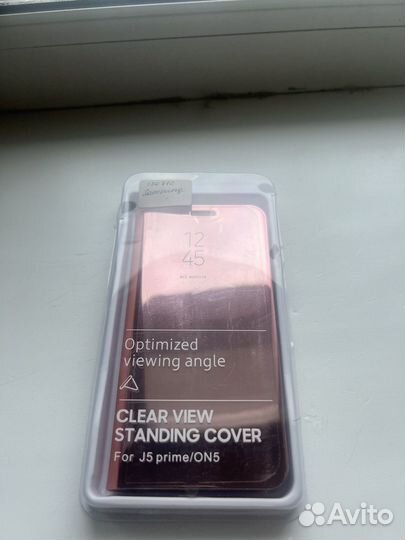 12
45
Optimized
viewing angle
CLEAR VIEW
STANDING COVER
For J5 prime/ON5
Avito